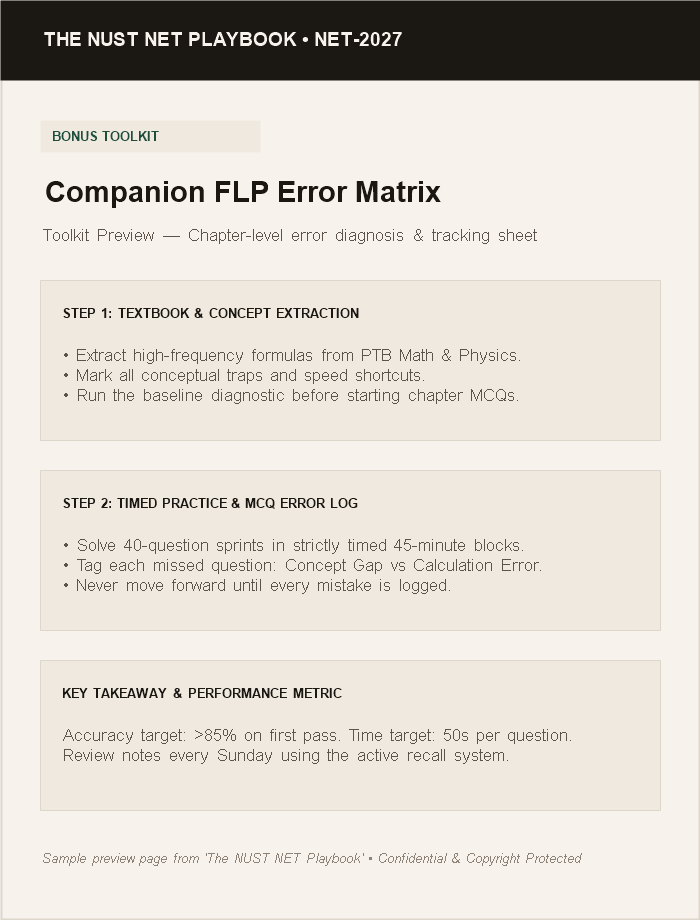 THE NUST NET PLAYBOOK • NET-2027
BONUS TOOLKIT
Companion FLP Error Matrix
Toolkit Preview — Chapter-level error diagnosis & tracking sheet
STEP 1: TEXTBOOK & CONCEPT EXTRACTION
• Extract high-frequency formulas from PTB Math & Physics.
• Mark all conceptual traps and speed shortcuts.
• Run the baseline diagnostic before starting chapter MCQs.
STEP 2: TIMED PRACTICE & MCQ ERROR LOG
• Solve 40-question sprints in strictly timed 45-minute blocks.
• Tag each missed question: Concept Gap vs Calculation Error.
• Never move forward until every mistake is logged.
KEY TAKEAWAY & PERFORMANCE METRIC
Accuracy target: >85% on first pass. Time target: 50s per question.
Review notes every Sunday using the active recall system.
Sample preview page from 'The NUST NET Playbook' • Confidential & Copyright Protected